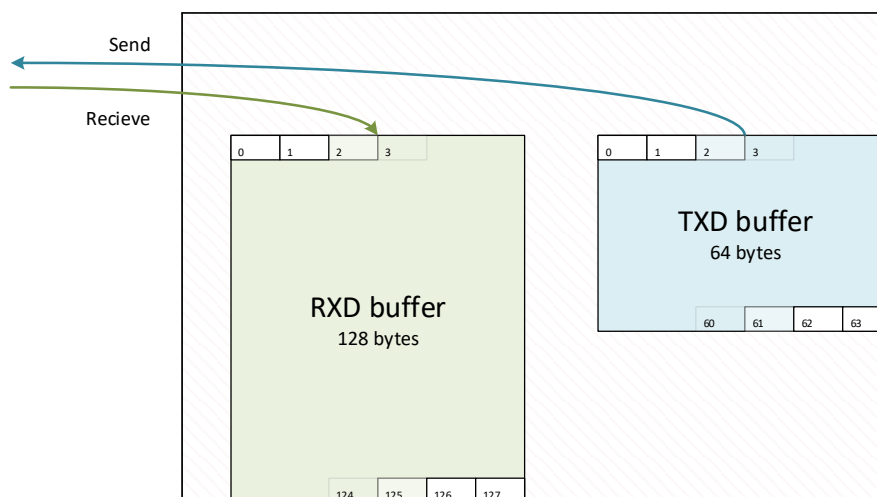 Send
Recieve
0 1 2 3
0 1 2 3
TXD buffer
64 bytes
RXD buffer
128 bytes
60 61 62 63
124 125 126 127